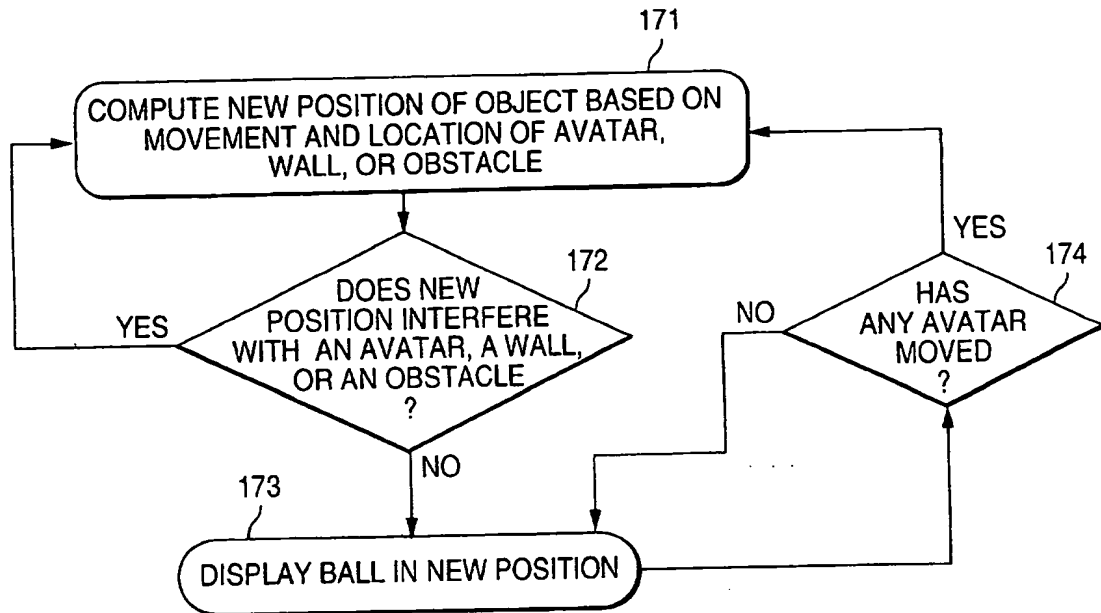 171
COMPUTE NEW POSITION OF OBJECT BASED ON
MOVEMENT AND LOCATION OF AVATAR,
WALL, OR OBSTACLE
YES
172
174
DOES NEW
POSITION INTERFERE
WITH AN AVATAR, A WALL,
OR AN OBSTACLE
?
YES
NO
HAS
ANY AVATAR
MOVED
?
NO
173
DISPLAY BALL IN NEW POSITION